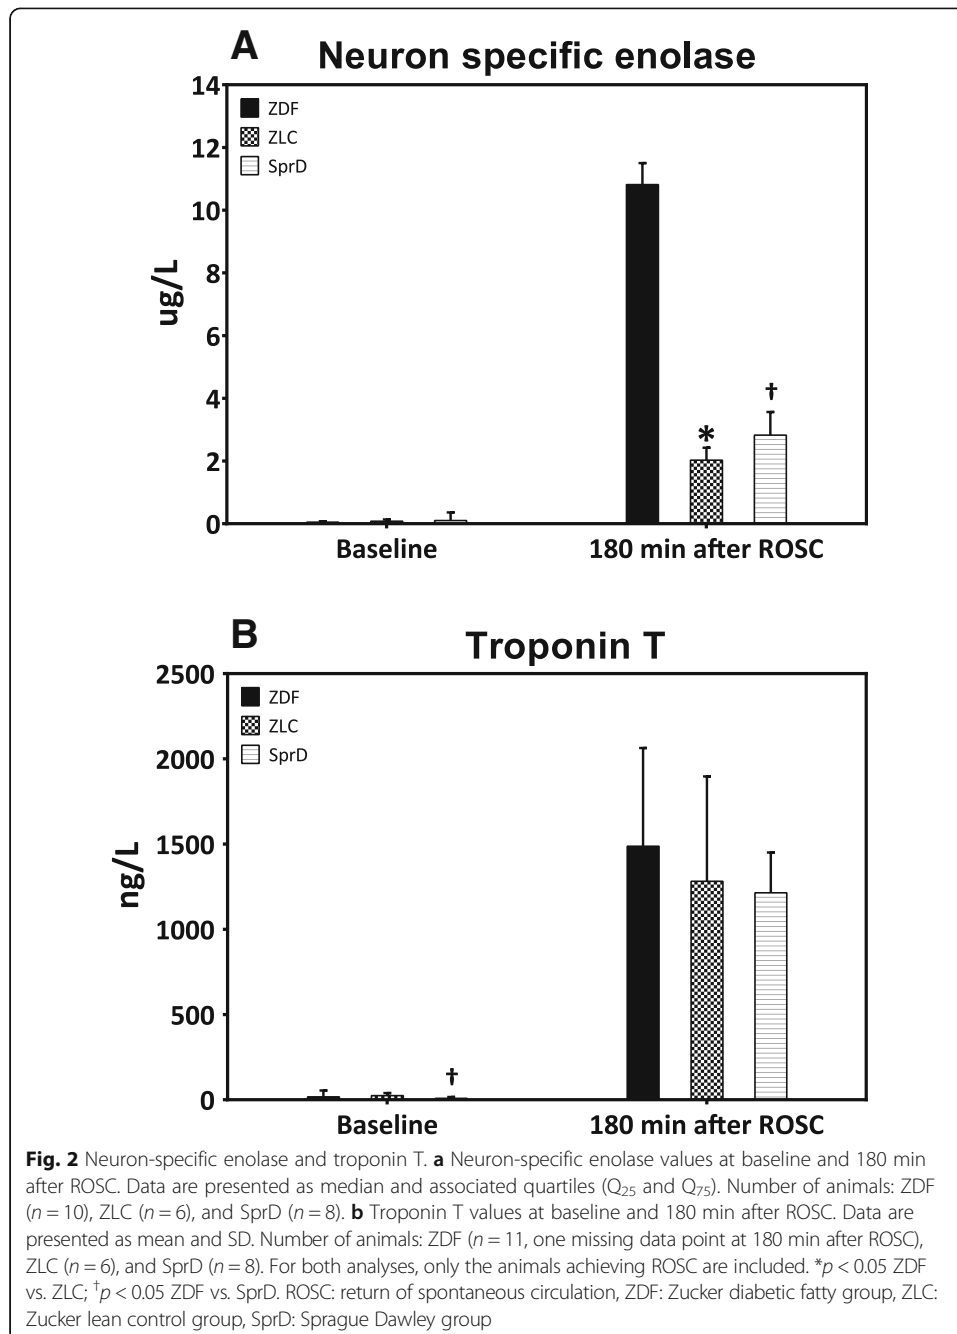 A Neuron specific enolase
14
ZDF
ZLC
SprD
12
10
8
6
4
2
0
ug/L
*
†
Baseline 180 min after ROSC
B Troponin T
2500
ZDF
ZLC
SprD
2000
1500
1000
500
0
ng/L
†
Baseline 180 min after ROSC
Fig. 2 Neuron-specific enolase and troponin T. a Neuron-specific enolase values at baseline and 180 min
after ROSC. Data are presented as median and associated quartiles (Q25 and Q75). Number of animals: ZDF
(n = 10), ZLC (n = 6), and SprD (n = 8). b Troponin T values at baseline and 180 min after ROSC. Data are
presented as mean and SD. Number of animals: ZDF (n = 11, one missing data point at 180 min after ROSC),
ZLC (n = 6), and SprD (n = 8). For both analyses, only the animals achieving ROSC are included. *p < 0.05 ZDF
vs. ZLC; †p < 0.05 ZDF vs. SprD. ROSC: return of spontaneous circulation, ZDF: Zucker diabetic fatty group, ZLC:
Zucker lean control group, SprD: Sprague Dawley group